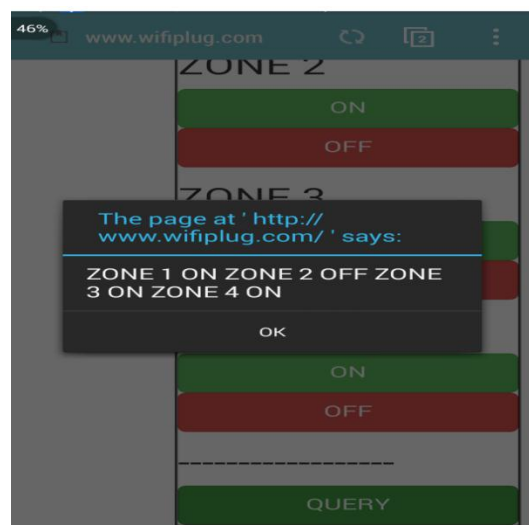 46%
www.wifiplug.com
2
ZONE 2
ON
OFF
ZONE 3
The page at ' http://
www.wifiplug.com/ ' says:
ZONE 1 ON ZONE 2 OFF ZONE
3 ON ZONE 4 ON
OK
ON
OFF
-------------------
QUERY